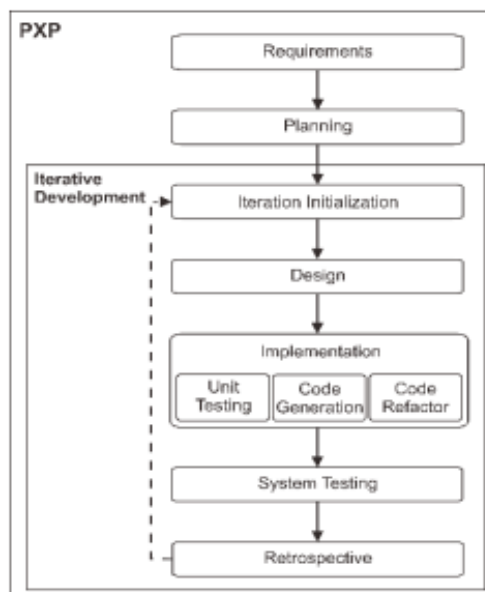 PXP
Requirements
Planning
Iterative
Development
Iteration Initialization
Design
Implementation
Unit
Testing
Code
Generation
Code
Refactor
System Testing
Retrospective